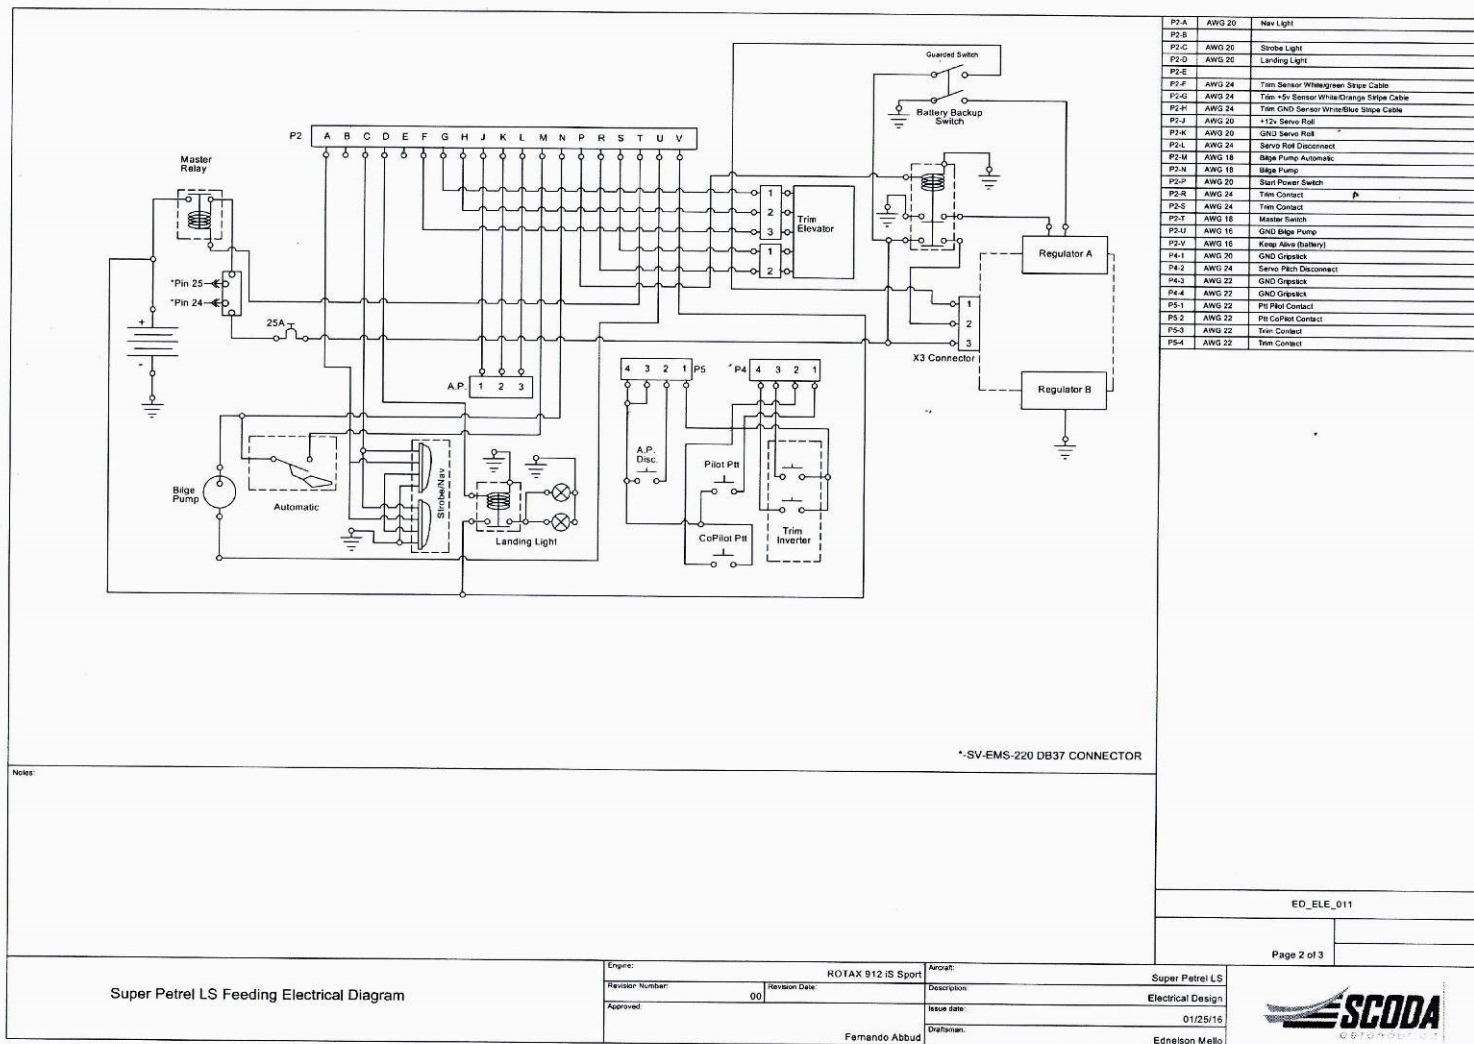 P2-A AWG 20 Nav Light
P2-B
P2-C AWG 20 Strobe Light
P2-D AWG 20 Landing Light
P2-E
P2-F AWG 24 Trim Sensor White/green Stripe Cable
P2-G AWG 24 Trim +5v Sensor White/Orange Stripe Cable
P2-H AWG 24 Trim GND Sensor White/Blue Stripe Cable
P2-J AWG 20 +12v Servo Roll
P2-K AWG 20 GND Servo Roll
P2-L AWG 24 Servo Roll Disconnect
P2-M AWG 18 Bilge Pump Automatic
P2-N AWG 18 Bilge Pump
P2-P AWG 20 Start Power Switch
P2-R AWG 24 Trim Contact
P2-S AWG 24 Trim Contact
P2-T AWG 18 Master Switch
P2-U AWG 16 GND Bilge Pump
P2-V AWG 16 Keep Alive (battery)
P4-1 AWG 20 GND Gripstick
P4-2 AWG 24 Servo Pitch Disconnect
P4-3 AWG 22 GND Gripstick
P4-4 AWG 22 GND Gripstick
P5-1 AWG 22 Ptt Pilot Contact
P5-2 AWG 22 Ptt CoPilot Contact
P5-3 AWG 22 Trim Contact
P5-4 AWG 22 Trim Contact
Guarded Switch
Battery Backup
Switch
P2 A B C D E F G H J K L M N P R S T U V
Master
Relay
1
2
3
1
2
Trim
Elevator
Regulator A
*Pin 25
*Pin 24
25A
+
-
1
2
3
X3 Connector
A.P. 1 2 3
4 3 2 1 P5
P4 4 3 2 1
Regulator B
A.P.
Disc.
Pilot Ptt
CoPilot Ptt
Trim
Inverter
Bilge
Pump
Automatic
Strobe/Nav
Landing Light
*-SV-EMS-220 DB37 CONNECTOR
Notes:
ED_ELE_011
Page 2 of 3
Super Petrel LS Feeding Electrical Diagram
Engine: ROTAX 912 iS Sport
Revision Number: 00 Revision Date:
Approved: Fernando Abbud
Aircraft: Super Petrel LS
Description: Electrical Design
Issue date: 01/25/16
Draftsman: Ednelson Mello
SCODA